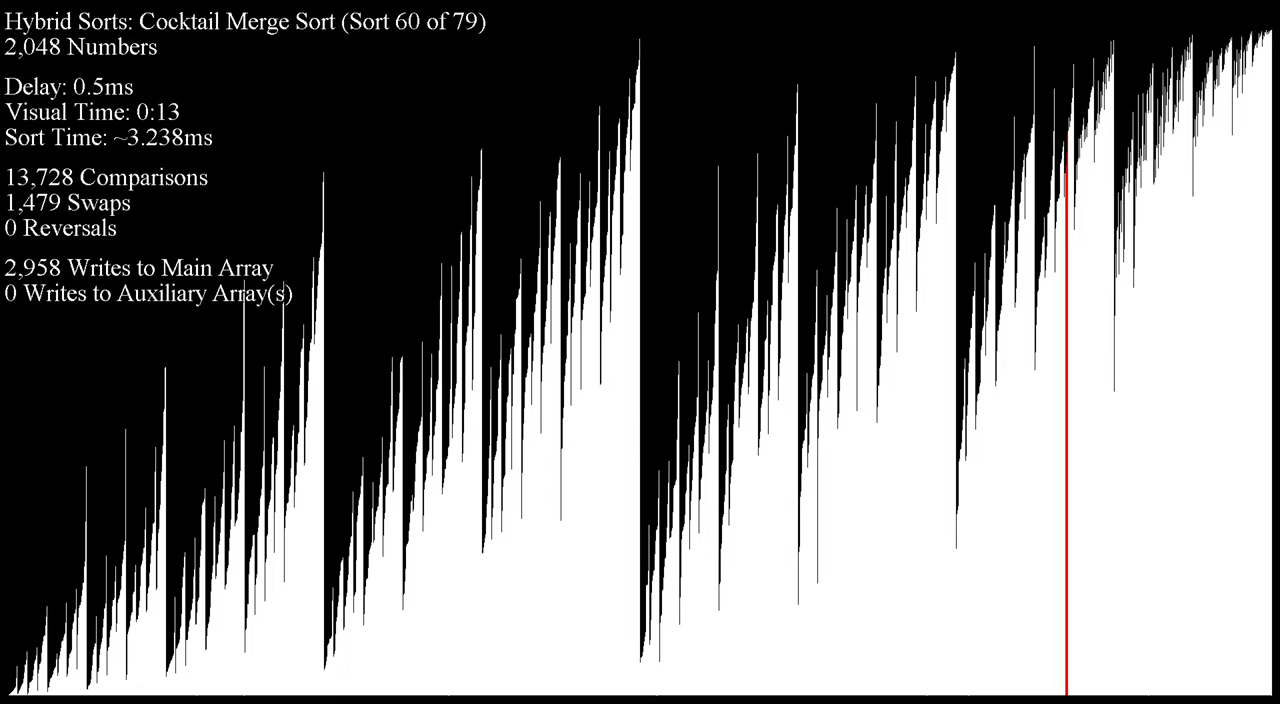 Hybrid Sorts: Cocktail Merge Sort (Sort 60 of 79)
2,048 Numbers
Delay: 0.5ms
Visual Time: 0:13
Sort Time: ~3.238ms
13,728 Comparisons
1,479 Swaps
0 Reversals
2,958 Writes to Main Array
0 Writes to Auxiliary Array(s)